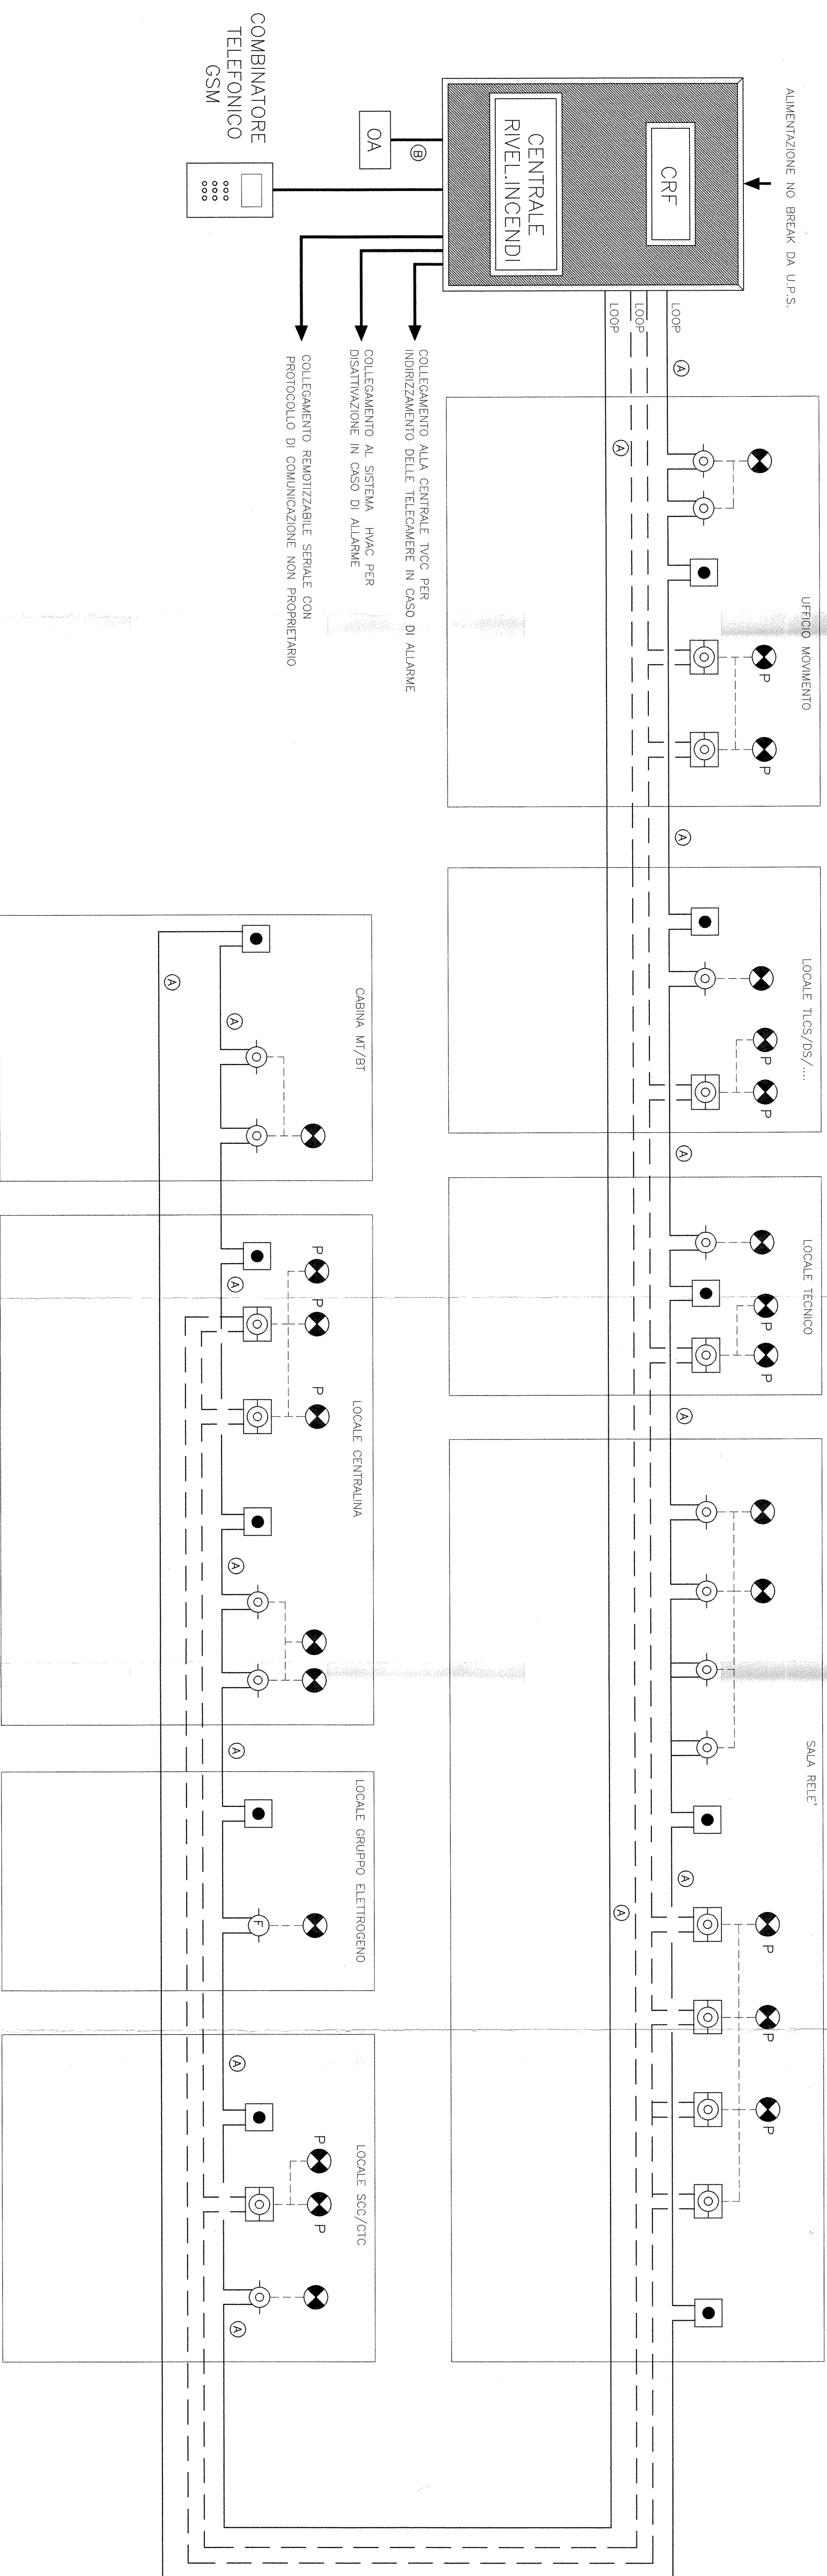 ALIMENTAZIONE NO BREAK DA U.P.S.
CRF
CENTRALE
RIVEL.INCENDI
OA
B
COMBINATORE
TELEFONICO
GSM
LOOP
LOOP
LOOP
COLLEGAMENTO ALLA CENTRALE TVCC PER
INDIRIZZAMENTO DELLE TELECAMERE IN CASO DI ALLARME
COLLEGAMENTO AL SISTEMA HVAC PER
DISATTIVAZIONE IN CASO DI ALLARME
COLLEGAMENTO REMOTIZZABILE SERIALE CON
PROTOCOLLO DI COMUNICAZIONE NON PROPRIETARIO
A
A
UFFICIO MOVIMENTO
P
P
A
LOCALE TLCS/DS/....
P
P
A
LOCALE TECNICO
P
P
A
SALA RELE'
A
A
P
P
P
CABINA MT/BT
A
A
LOCALE CENTRALINA
P
P
P
A
A
A
LOCALE GRUPPO ELETTROGENO
F
LOCALE SCC/CTC
A
P
P
A